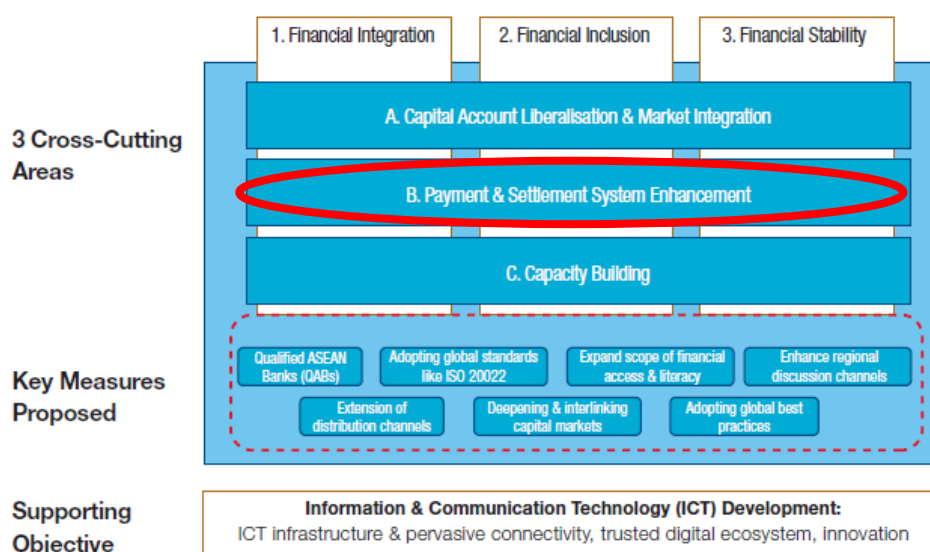 1. Financial Integration
2. Financial Inclusion
3. Financial Stability
3 Cross-Cutting
Areas
A. Capital Account Liberalisation & Market Integration
B. Payment & Settlement System Enhancement
C. Capacity Building
Key Measures
Proposed
Qualified ASEAN
Banks (QABs)
Adopting global standards
like ISO 20022
Expand scope of financial
access & literacy
Enhance regional
discussion channels
Extension of
distribution channels
Deepening & interlinking
capital markets
Adopting global best
practices
Supporting
Objective
Information & Communication Technology (ICT) Development:
ICT infrastructure & pervasive connectivity, trusted digital ecosystem, innovation